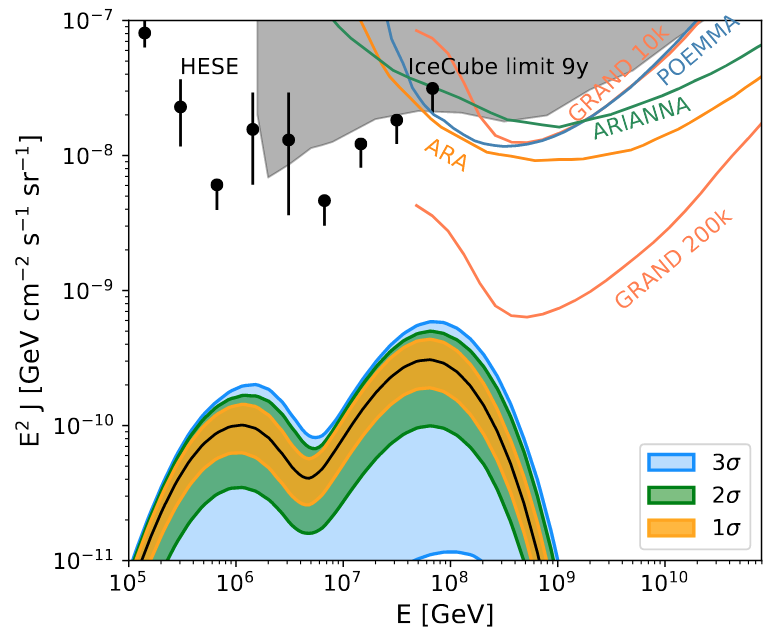 10⁻⁷
10⁻⁸
10⁻⁹
10⁻¹⁰
10⁻¹¹
E² J [GeV cm⁻² s⁻¹ sr⁻¹]
HESE
IceCube limit 9y
GRAND 10k
POEMMA
ARIANNA
ARA
GRAND 200k
3σ
2σ
1σ
10⁵ 10⁶ 10⁷ 10⁸ 10⁹ 10¹⁰
E [GeV]